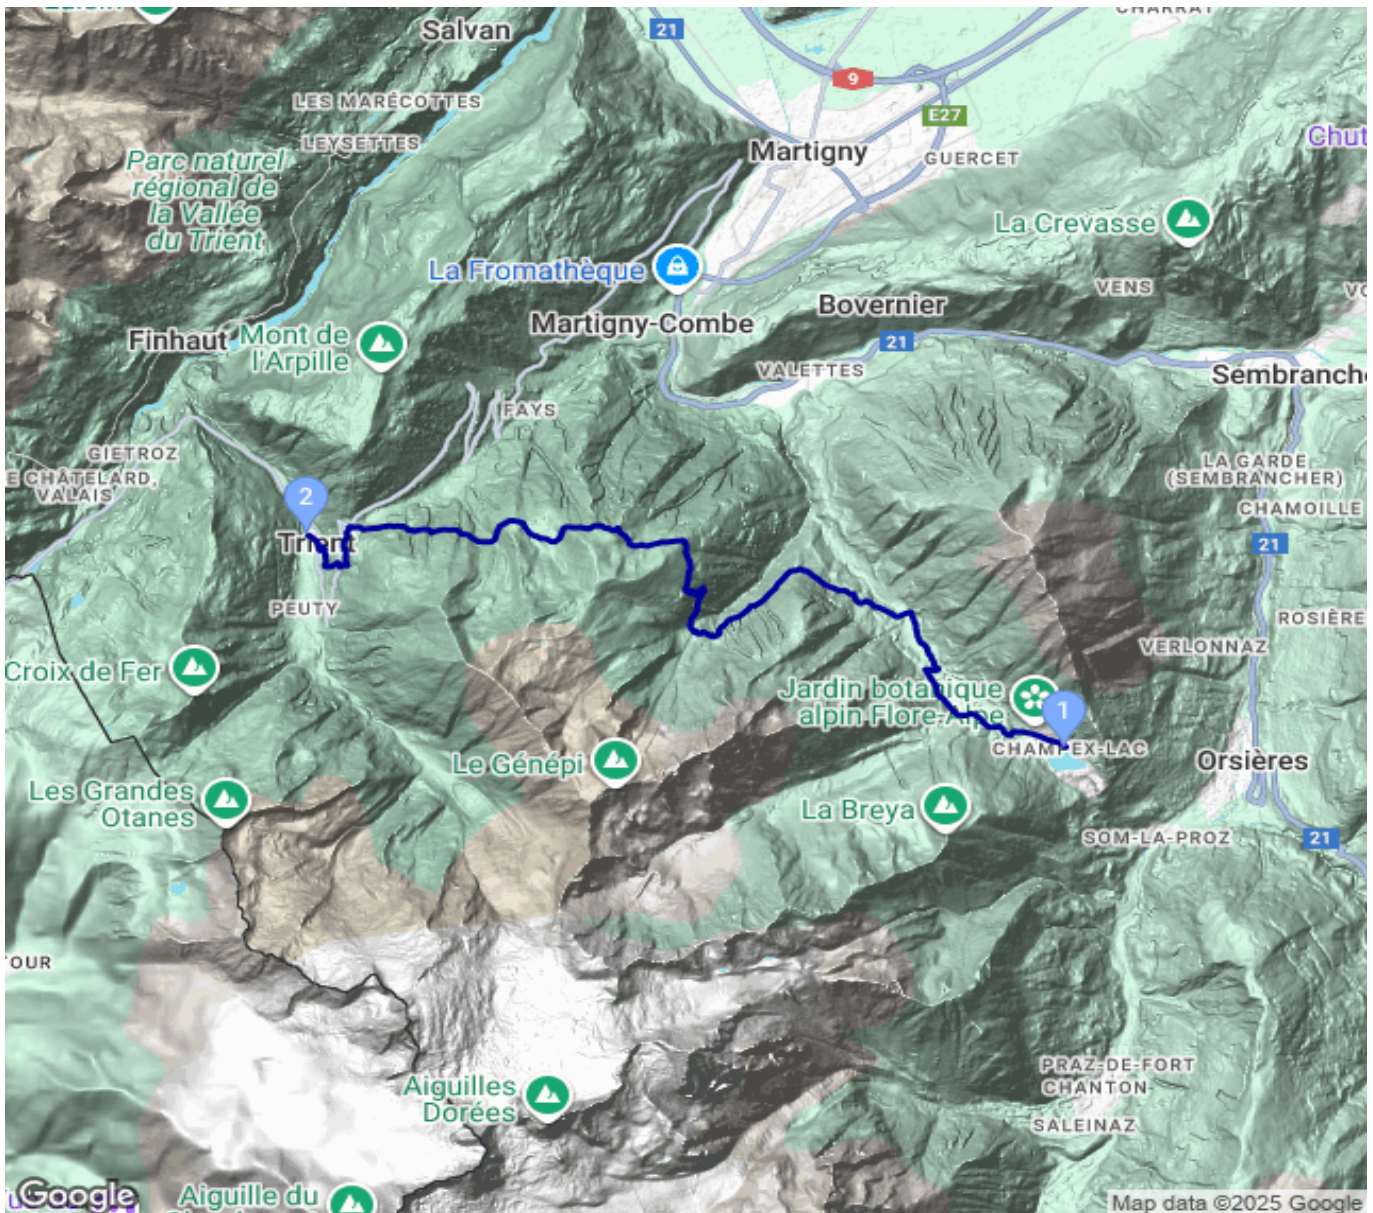 Salvan
21
CHARRAT
9
LES MARÉCOTTES
E27
LEYSETTES
Martigny
GUERCET
Chut
Parc naturel
régional de
la Vallée
du Trient
La Crevasse
La Fromathèque
VENS
Bovernier
Martigny-Combe
Finhaut
Mont de
l'Arpille
21
VALETTES
Sembranche
FAYS
GIETROZ
E CHÂTELARD,
VALAIS
LA GARDE
(SEMBRANCHER)
2
CHAMOILLE
Trient
21
PEUTY
ROSIÈRE
VERLONNAZ
Croix de Fer
Jardin botanique
alpin Flore-Alpe
1
CHAMPEX-LAC
Le Génépi
Orsières
Les Grandes
Otanes
La Breya
SOM-LA-PROZ
21
OUR
PRAZ-DE-FORT
CHANTON
Aiguilles
Dorées
SALEINAZ
Google
Aiguille du
Map data ©2025 Google